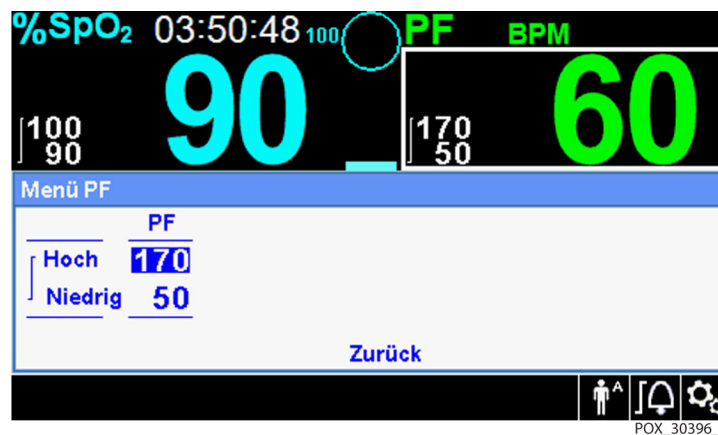 %SpO₂ 03:50:48 100 PF BPM
100
90
90
170
50
60
Menü PF
PF
Hoch 170
Niedrig 50
Zurück
A
POX_30396_